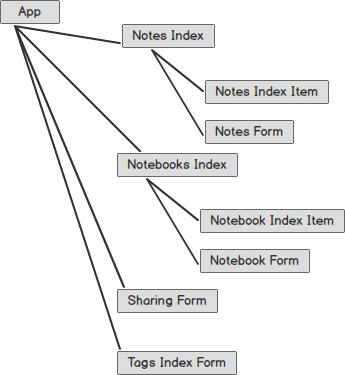 App
Notes Index
Notes Index Item
Notes Form
Notebooks Index
Notebook Index Item
Notebook Form
Sharing Form
Tags Index Form